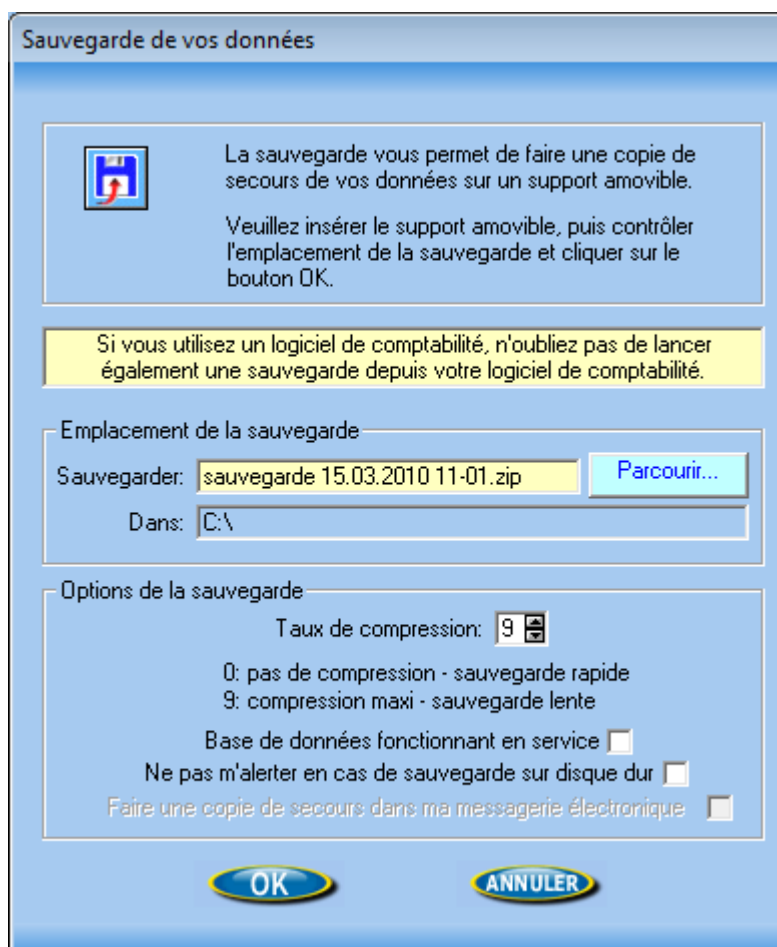 Sauvegarde de vos données
La sauvegarde vous permet de faire une copie de
secours de vos données sur un support amovible.
Veuillez insérer le support amovible, puis contrôler
l'emplacement de la sauvegarde et cliquer sur le
bouton OK.
Si vous utilisez un logiciel de comptabilité, n'oubliez pas de lancer
également une sauvegarde depuis votre logiciel de comptabilité.
Emplacement de la sauvegarde
Sauvegarder: sauvegarde 15.03.2010 11-01.zip Parcourir...
Dans: C:\
Options de la sauvegarde
Taux de compression: 9
0: pas de compression - sauvegarde rapide
9: compression maxi - sauvegarde lente
Base de données fonctionnant en service
Ne pas m'alerter en cas de sauvegarde sur disque dur
Faire une copie de secours dans ma messagerie électronique
OK ANNULER